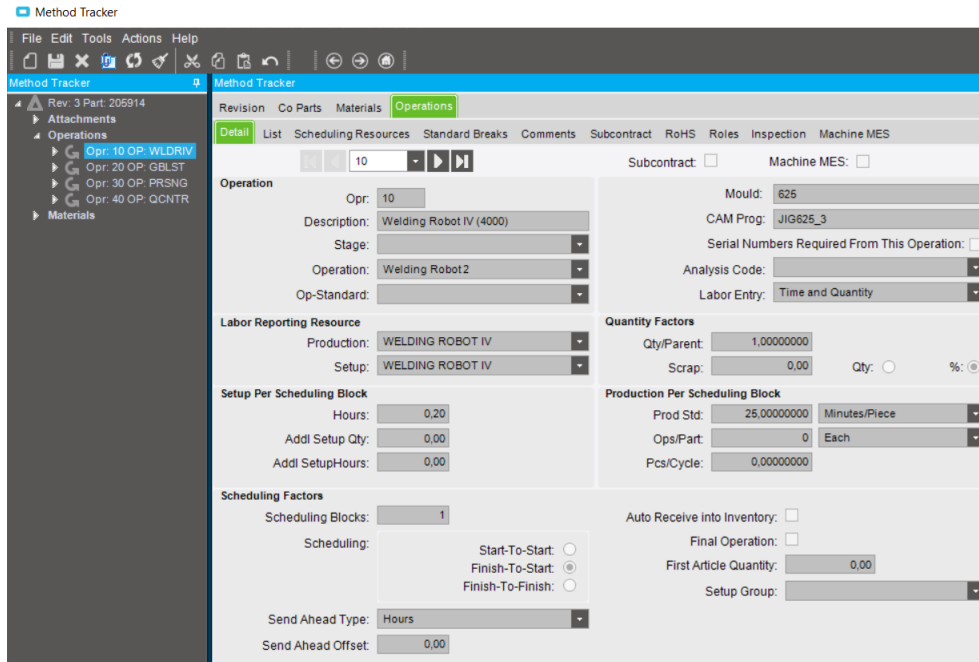 Method Tracker
File Edit Tools Actions Help
Method Tracker
Rev: 3 Part: 205914
Attachments
Operations
Opr: 10 OP: WLDRIV
Opr: 20 OP: GBLST
Opr: 30 OP: PRSNG
Opr: 40 OP: QCNTR
Materials
Method Tracker
Revision Co Parts Materials Operations
Detail List Scheduling Resources Standard Breaks Comments Subcontract RoHS Roles Inspection Machine MES
10 Subcontract: Machine MES:
Operation
Opr: 10
Description: Welding Robot IV (4000)
Stage:
Operation: Welding Robot 2
Op-Standard:
Mould: 625
CAM Prog: JIG625_3
Serial Numbers Required From This Operation:
Analysis Code:
Labor Entry: Time and Quantity
Labor Reporting Resource
Production: WELDING ROBOT IV
Setup: WELDING ROBOT IV
Quantity Factors
Qty/Parent: 1,00000000
Scrap: 0,00 Qty: %:
Setup Per Scheduling Block
Hours: 0,20
Addl Setup Qty: 0,00
Addl SetupHours: 0,00
Production Per Scheduling Block
Prod Std: 25,00000000 Minutes/Piece
Ops/Part: 0 Each
Pcs/Cycle: 0,00000000
Scheduling Factors
Scheduling Blocks: 1
Scheduling:
Start-To-Start:
Finish-To-Start:
Finish-To-Finish:
Send Ahead Type: Hours
Send Ahead Offset: 0,00
Auto Receive into Inventory:
Final Operation:
First Article Quantity: 0,00
Setup Group: